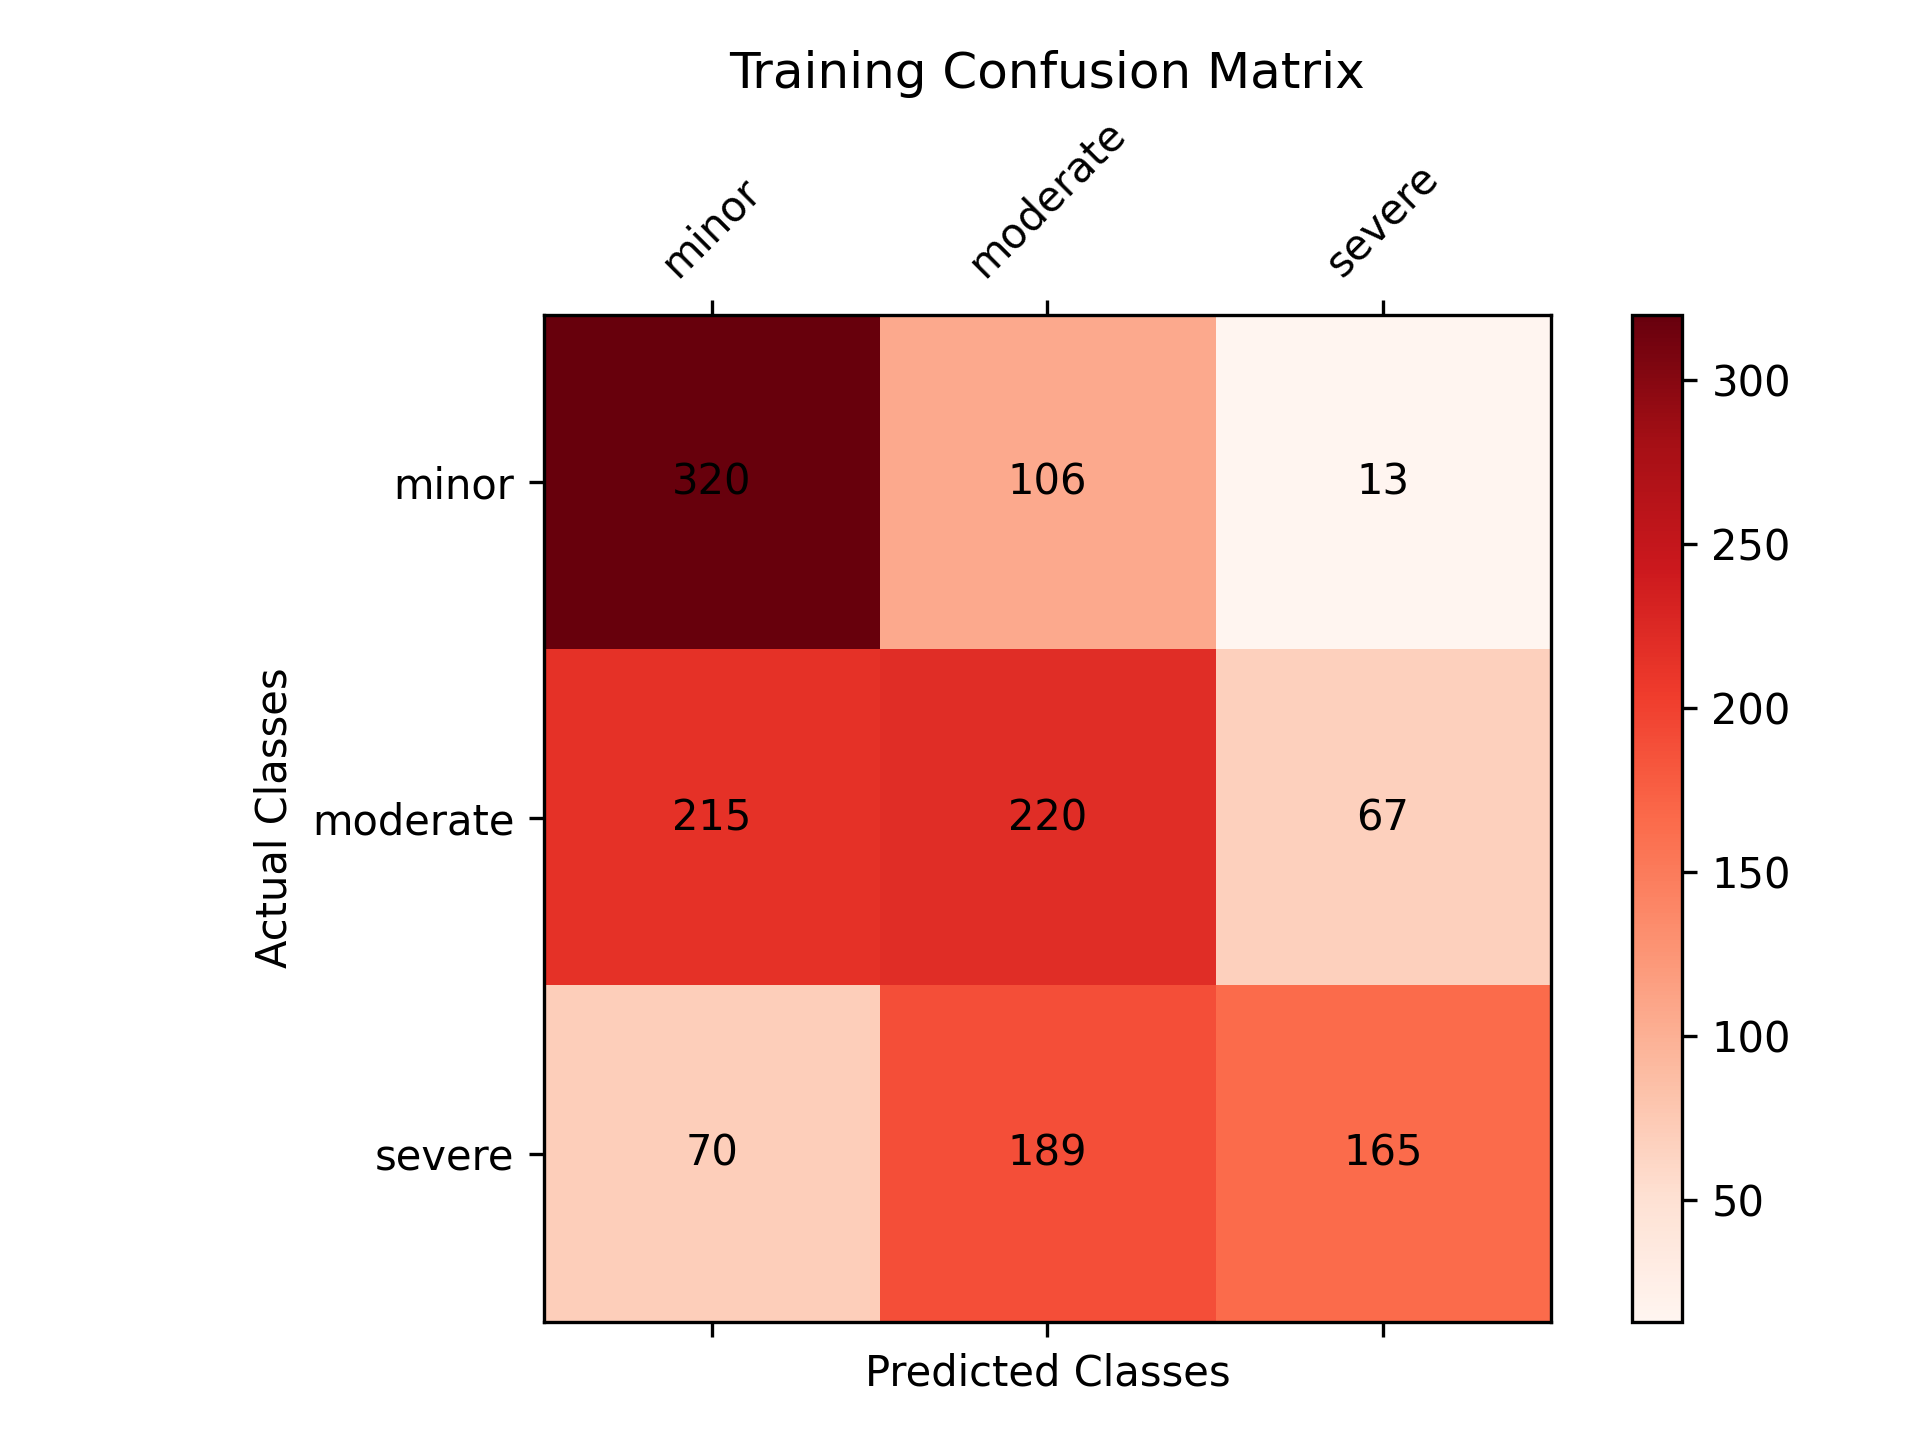 Training Confusion Matrix
minor moderate severe
minor 320 106 13
moderate 215 220 67
severe 70 189 165
Actual Classes
Predicted Classes
300
250
200
150
100
50